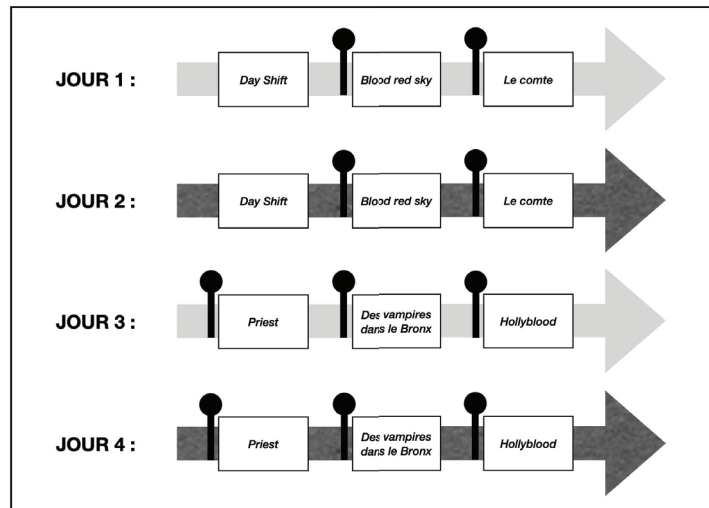 JOUR 1 :
Day Shift
Blood red sky
Le comte
JOUR 2 :
Day Shift
Blood red sky
Le comte
JOUR 3 :
Priest
Des vampires
dans le Bronx
Hollyblood
JOUR 4 :
Priest
Des vampires
dans le Bronx
Hollyblood